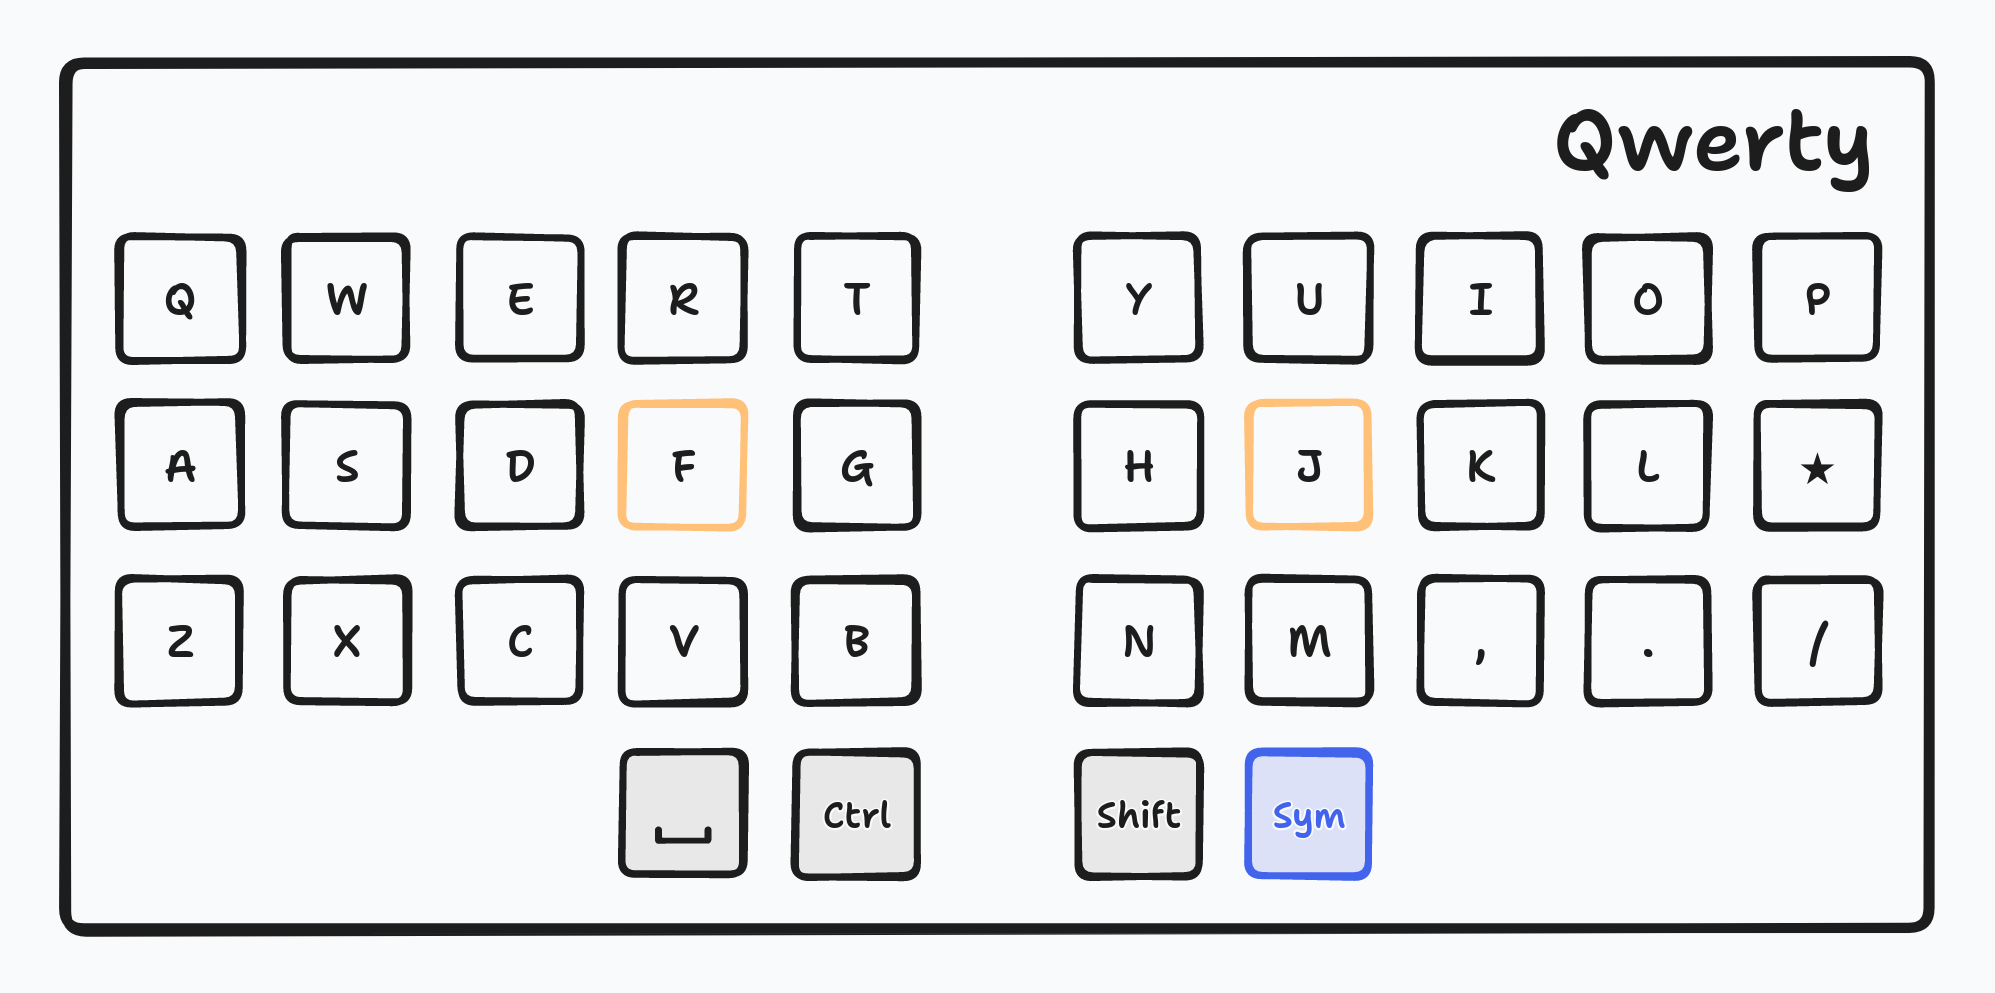 Qwerty
Q W E R T Y U I O P
A S D F G H J K L ★
Z X C V B N M , . /
Ctrl Shift Sym